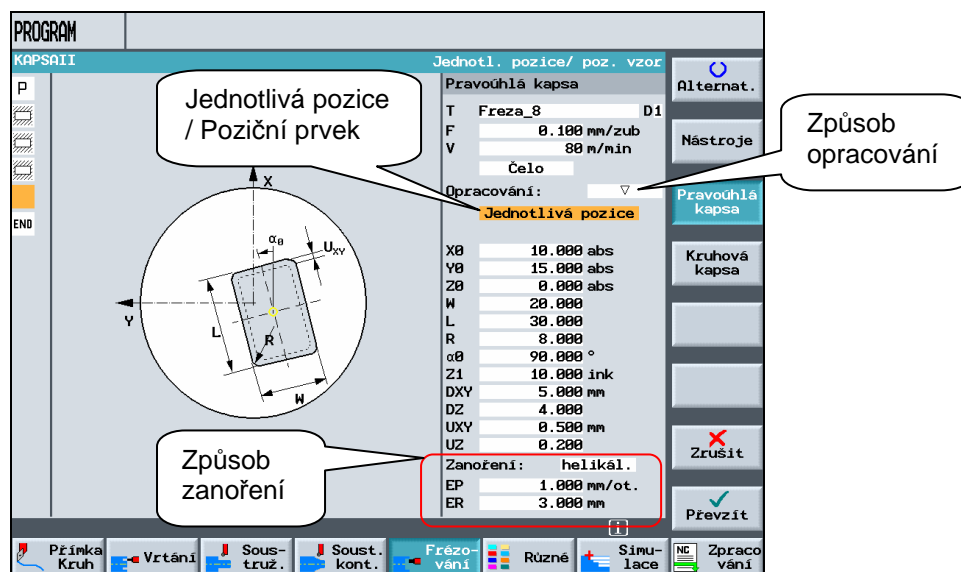 PROGRAM
KAPSAII
Jednotl. pozice/ poz. vzor
P
END
Jednotlivá pozice
/ Poziční prvek
X
Y
α0
UXY
L
R
W
Způsob
zanoření
Pravoúhlá kapsa
T Freza_8 D1
F 0.100 mm/zub
V 80 m/min
Čelo
Opracování: ▽
Jednotlivá pozice
X0 10.000 abs
Y0 15.000 abs
Z0 0.000 abs
W 20.000
L 30.000
R 8.000
α0 90.000 °
Z1 10.000 ink
DXY 5.000 mm
DZ 4.000
UXY 0.500 mm
UZ 0.200
Zanoření: helikál.
EP 1.000 mm/ot.
ER 3.000 mm
i
Alternat.
Nástroje
Pravoúhlá
kapsa
Kruhová
kapsa
Zrušit
Převzít
Způsob
opracování
Přímka
Kruh
Vrtání
Sous-
truž.
Soust.
kont.
Frézo-
vání
Různé
Simu-
lace
NC
Zpraco
vání